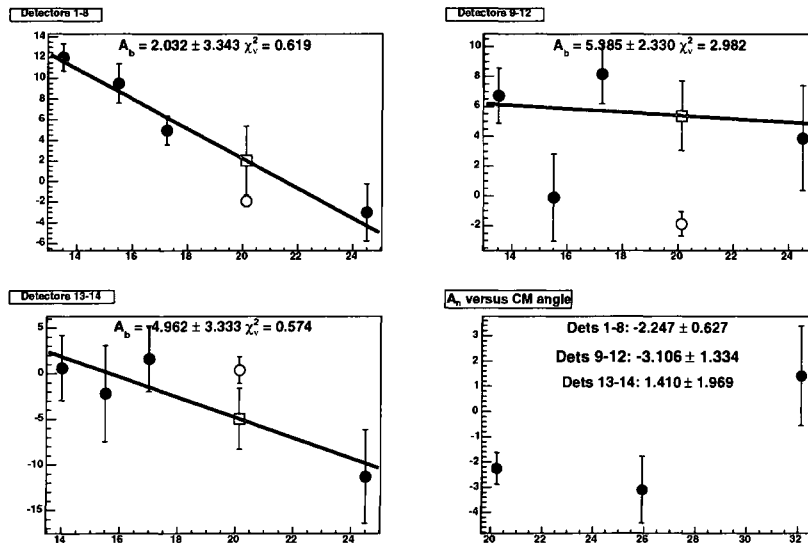 Detectors 1-8
A_b = 2.032 ± 3.343 χ²_ν = 0.619
14
12
10
8
6
4
2
0
-2
-4
-6
14 16 18 20 22 24
Detectors 9-12
A_b = 5.385 ± 2.330 χ²_ν = 2.982
10
8
6
4
2
0
-2
14 16 18 20 22 24
Detectors 13-14
A_b = -4.962 ± 3.333 χ²_ν = 0.574
5
0
-5
-10
-15
14 16 18 20 22 24
A_n versus CM angle
Dets 1-8: -2.247 ± 0.627
Dets 9-12: -3.106 ± 1.334
Dets 13-14: 1.410 ± 1.969
3
2
1
0
-1
-2
-3
-4
20 22 24 26 28 30 32